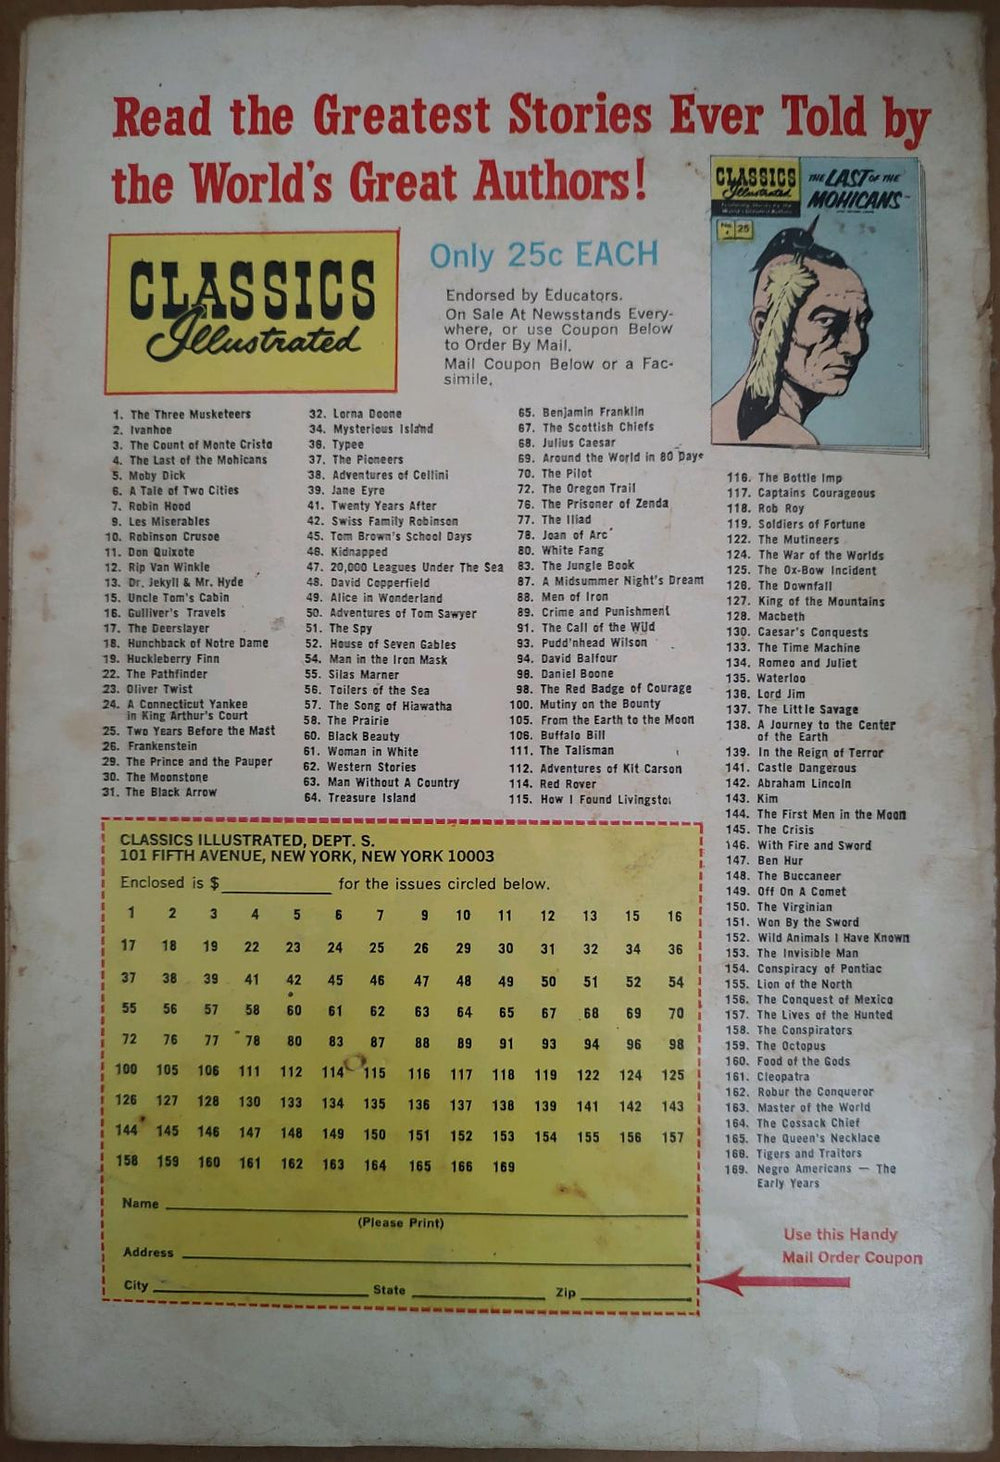 Read the Greatest Stories Ever Told by
the World's Great Authors!
CLASSICS
Illustrated
Only 25c EACH
Endorsed by Educators.
On Sale At Newsstands Every-
where, or use Coupon Below
to Order By Mail.
Mail Coupon Below or a Fac-
simile.
CLASSICS
Illustrated
THE LAST OF THE
MOHICANS
25
1. The Three Musketeers
2. Ivanhoe
3. The Count of Monte Cristo
4. The Last of the Mohicans
5. Moby Dick
6. A Tale of Two Cities
7. Robin Hood
9. Les Miserables
10. Robinson Crusoe
11. Don Quixote
12. Rip Van Winkle
13. Dr. Jekyll & Mr. Hyde
15. Uncle Tom's Cabin
16. Gulliver's Travels
17. The Deerslayer
18. Hunchback of Notre Dame
19. Huckleberry Finn
22. The Pathfinder
23. Oliver Twist
24. A Connecticut Yankee
in King Arthur's Court
25. Two Years Before the Mast
26. Frankenstein
29. The Prince and the Pauper
30. The Moonstone
31. The Black Arrow
32. Lorna Doone
34. Mysterious Island
36. Typee
37. The Pioneers
38. Adventures of Cellini
39. Jane Eyre
41. Twenty Years After
42. Swiss Family Robinson
45. Tom Brown's School Days
46. Kidnapped
47. 20,000 Leagues Under The Sea
48. David Copperfield
49. Alice in Wonderland
50. Adventures of Tom Sawyer
51. The Spy
52. House of Seven Gables
54. Man in the Iron Mask
55. Silas Marner
56. Toilers of the Sea
57. The Song of Hiawatha
58. The Prairie
60. Black Beauty
61. Woman in White
62. Western Stories
63. Man Without A Country
64. Treasure Island
65. Benjamin Franklin
67. The Scottish Chiefs
68. Julius Caesar
69. Around the World in 80 Days
70. The Pilot
72. The Oregon Trail
76. The Prisoner of Zenda
77. The Iliad
78. Joan of Arc
80. White Fang
83. The Jungle Book
87. A Midsummer Night's Dream
88. Men of Iron
89. Crime and Punishment
91. The Call of the Wild
93. Pudd'nhead Wilson
94. David Balfour
96. Daniel Boone
98. The Red Badge of Courage
100. Mutiny on the Bounty
105. From the Earth to the Moon
106. Buffalo Bill
111. The Talisman
112. Adventures of Kit Carson
114. Red Rover
115. How I Found Livingstone
116. The Bottle Imp
117. Captains Courageous
118. Rob Roy
119. Soldiers of Fortune
122. The Mutineers
124. The War of the Worlds
125. The Ox-Bow Incident
126. The Downfall
127. King of the Mountains
128. Macbeth
130. Caesar's Conquests
133. The Time Machine
134. Romeo and Juliet
135. Waterloo
136. Lord Jim
137. The Little Savage
138. A Journey to the Center
of the Earth
139. In the Reign of Terror
141. Castle Dangerous
142. Abraham Lincoln
143. Kim
144. The First Men in the Moon
145. The Crisis
146. With Fire and Sword
147. Ben Hur
148. The Buccaneer
149. Off On A Comet
150. The Virginian
151. Won By the Sword
152. Wild Animals I Have Known
153. The Invisible Man
154. Conspiracy of Pontiac
155. Lion of the North
156. The Conquest of Mexico
157. The Lives of the Hunted
158. The Conspirators
159. The Octopus
160. Food of the Gods
161. Cleopatra
162. Robur the Conqueror
163. Master of the World
164. The Cossack Chief
165. The Queen's Necklace
166. Tigers and Traitors
169. Negro Americans — The
Early Years
CLASSICS ILLUSTRATED, DEPT. S.
101 FIFTH AVENUE, NEW YORK, NEW YORK 10003
Enclosed is $ for the issues circled below.
1 2 3 4 5 6 7 9 10 11 12 13 15 16
17 18 19 22 23 24 25 26 29 30 31 32 34 36
37 38 39 41 42 45 46 47 48 49 50 51 52 54
55 56 57 58 60 61 62 63 64 65 67 68 69 70
72 76 77 78 80 83 87 88 89 91 93 94 96 98
100 105 106 111 112 114 115 116 117 118 119 122 124 125
126 127 128 130 133 134 135 136 137 138 139 141 142 143
144 145 146 147 148 149 150 151 152 153 154 155 156 157
158 159 160 161 162 163 164 165 166 169
Name
(Please Print)
Address
City State Zip
Use this Handy
Mail Order Coupon